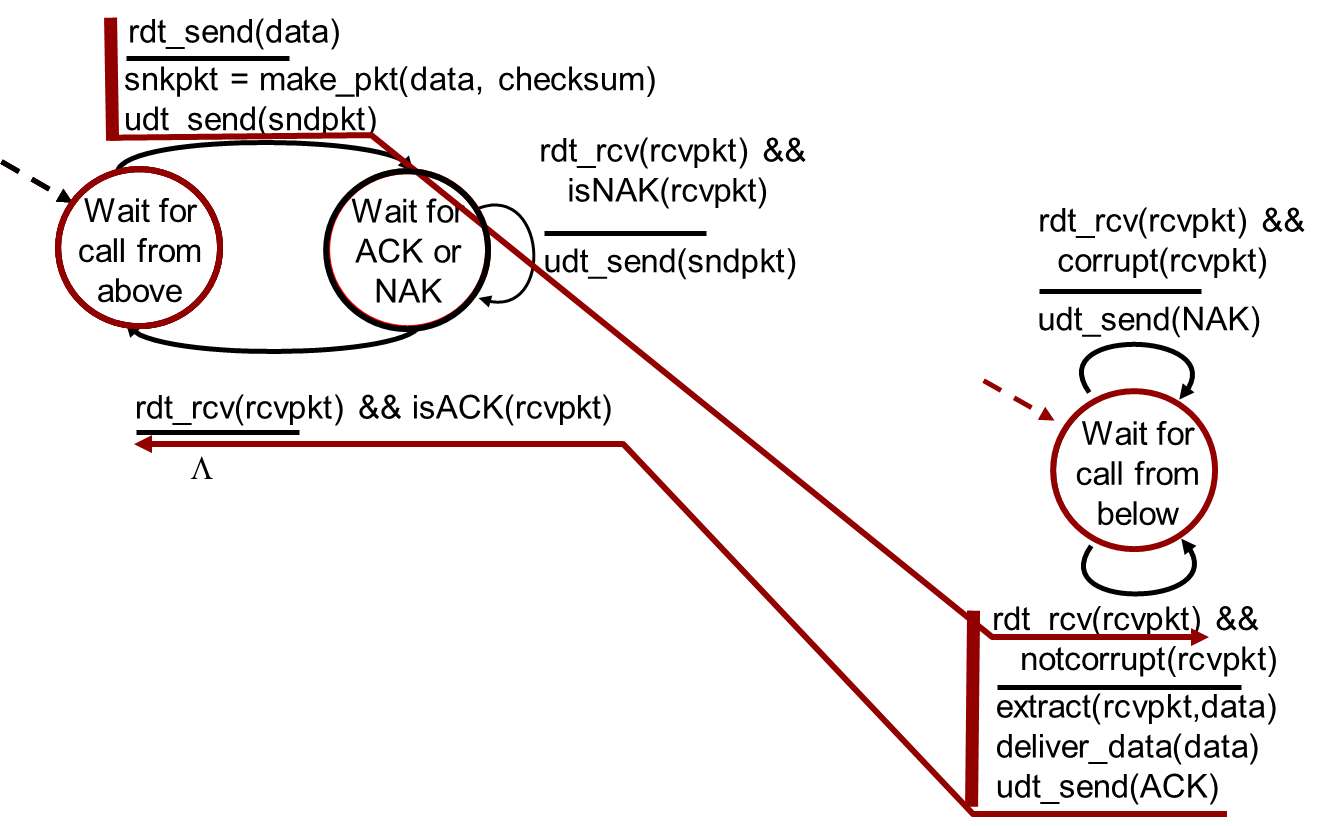 rdt_send(data)
snkpkt = make_pkt(data, checksum)
udt_send(sndpkt)
Wait for
call from
above
Wait for
ACK or
NAK
rdt_rcv(rcvpkt) &&
isNAK(rcvpkt)
udt_send(sndpkt)
rdt_rcv(rcvpkt) && isACK(rcvpkt)
Λ
rdt_rcv(rcvpkt) &&
corrupt(rcvpkt)
udt_send(NAK)
Wait for
call from
below
rdt_rcv(rcvpkt) &&
notcorrupt(rcvpkt)
extract(rcvpkt,data)
deliver_data(data)
udt_send(ACK)